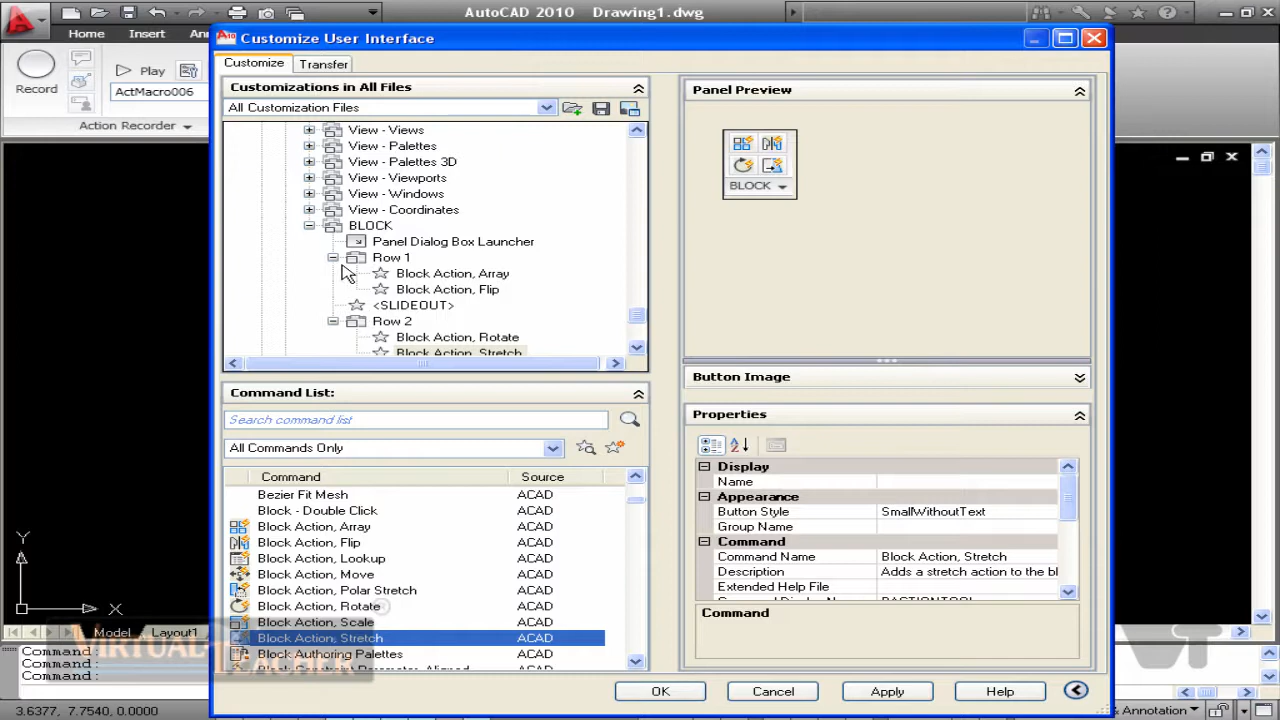 AutoCAD 2010 Drawing1.dwg
Home Insert
Record
Play
ActMacro006
Action Recorder
Customize User Interface
Customize Transfer
Customizations in All Files
All Customization Files
View - Views
View - Palettes
View - Palettes 3D
View - Viewports
View - Windows
View - Coordinates
BLOCK
Panel Dialog Box Launcher
Row 1
Block Action, Array
Block Action, Flip
<SLIDEOUT>
Row 2
Block Action, Rotate
Block Action, Stretch
Command List:
Search command list
All Commands Only
Command Source
Bezier Fit Mesh ACAD
Block - Double Click ACAD
Block Action, Array ACAD
Block Action, Flip ACAD
Block Action, Lookup ACAD
Block Action, Move ACAD
Block Action, Polar Stretch ACAD
Block Action, Rotate ACAD
Block Action, Scale ACAD
Block Action, Stretch ACAD
Block Authoring Palettes ACAD
Panel Preview
BLOCK
Button Image
Properties
Display
Name
Appearance
Button Style SmallWithoutText
Group Name
Command
Command Name Block Action, Stretch
Description Adds a stretch action to the bl
Extended Help File
Command
OK Cancel Apply Help
Y
X
Model Layout1
Command:
Command:
Command:
3.6377, 7.7540, 0.0000
& Annotation
VT